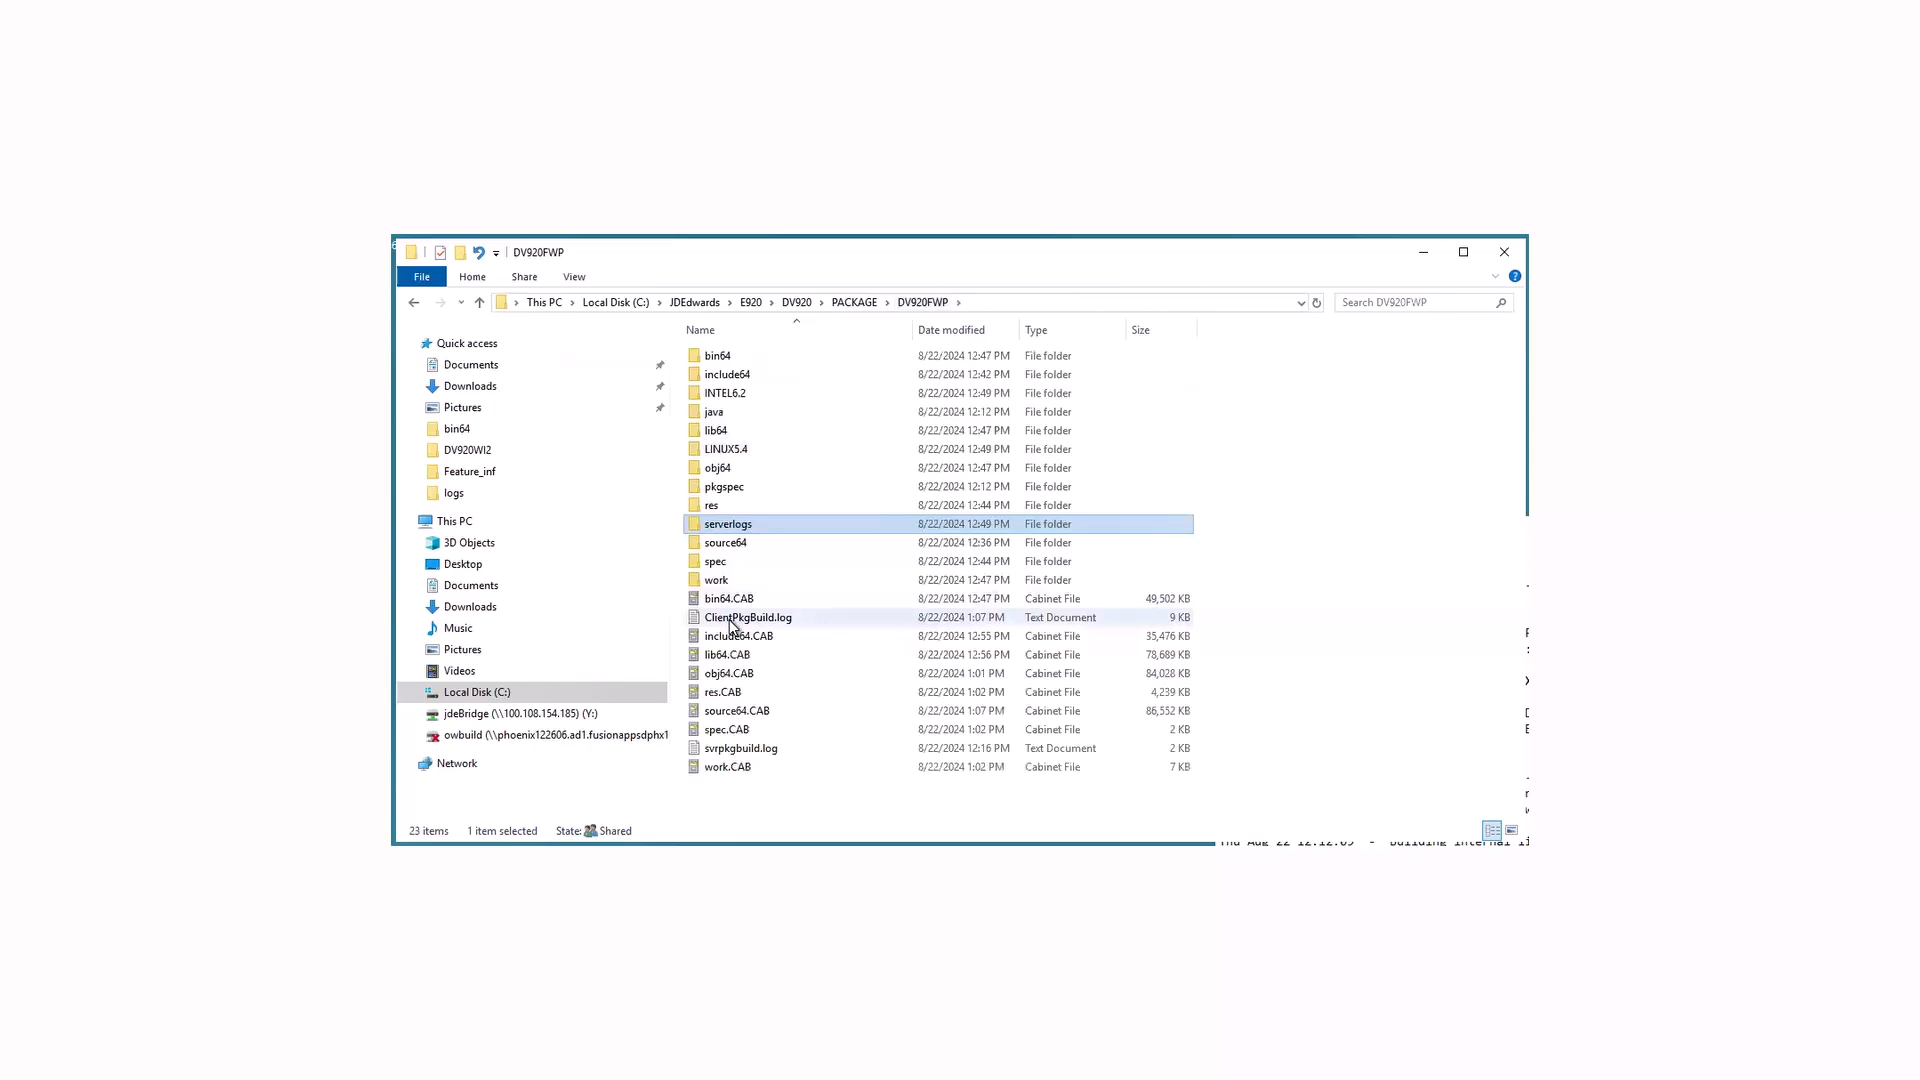 DV920FWP
File Home Share View
This PC Local Disk (C:) JDEdwards E920 DV920 PACKAGE DV920FWP Search DV920FWP
Name Date modified Type Size
Quick access
Documents
Downloads
Pictures
bin64
DV920WI2
Feature_inf
logs
This PC
3D Objects
Desktop
Documents
Downloads
Music
Pictures
Videos
Local Disk (C:)
jdeBridge (\\100.108.154.185) (Y:)
owbuild (\\phoenix122606.ad1.fusionappsdphx1
Network
bin64 8/22/2024 12:47 PM File folder
include64 8/22/2024 12:42 PM File folder
INTEL6.2 8/22/2024 12:49 PM File folder
java 8/22/2024 12:12 PM File folder
lib64 8/22/2024 12:47 PM File folder
LINUX5.4 8/22/2024 12:49 PM File folder
obj64 8/22/2024 12:47 PM File folder
pkgspec 8/22/2024 12:12 PM File folder
res 8/22/2024 12:44 PM File folder
serverlogs 8/22/2024 12:49 PM File folder
source64 8/22/2024 12:36 PM File folder
spec 8/22/2024 12:44 PM File folder
work 8/22/2024 12:47 PM File folder
bin64.CAB 8/22/2024 12:47 PM Cabinet File 49,502 KB
ClientPkgBuild.log 8/22/2024 1:07 PM Text Document 9 KB
include64.CAB 8/22/2024 12:55 PM Cabinet File 35,476 KB
lib64.CAB 8/22/2024 12:56 PM Cabinet File 78,689 KB
obj64.CAB 8/22/2024 1:01 PM Cabinet File 84,028 KB
res.CAB 8/22/2024 1:02 PM Cabinet File 4,239 KB
source64.CAB 8/22/2024 1:07 PM Cabinet File 86,552 KB
spec.CAB 8/22/2024 1:02 PM Cabinet File 2 KB
svrpkgbuild.log 8/22/2024 12:16 PM Text Document 2 KB
work.CAB 8/22/2024 1:02 PM Cabinet File 7 KB
23 items 1 item selected State: Shared